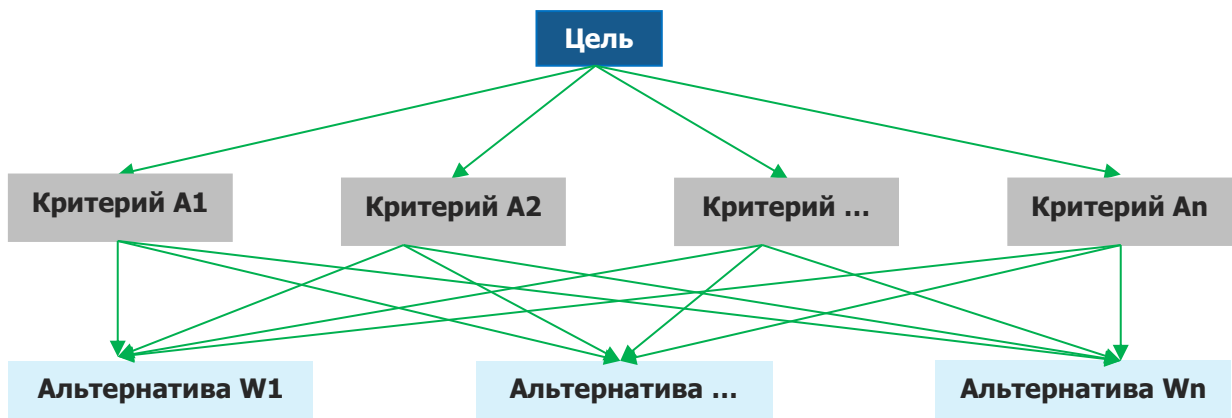 Цель
Критерий А1
Критерий А2
Критерий ...
Критерий Аn
Альтернатива W1
Альтернатива ...
Альтернатива Wn